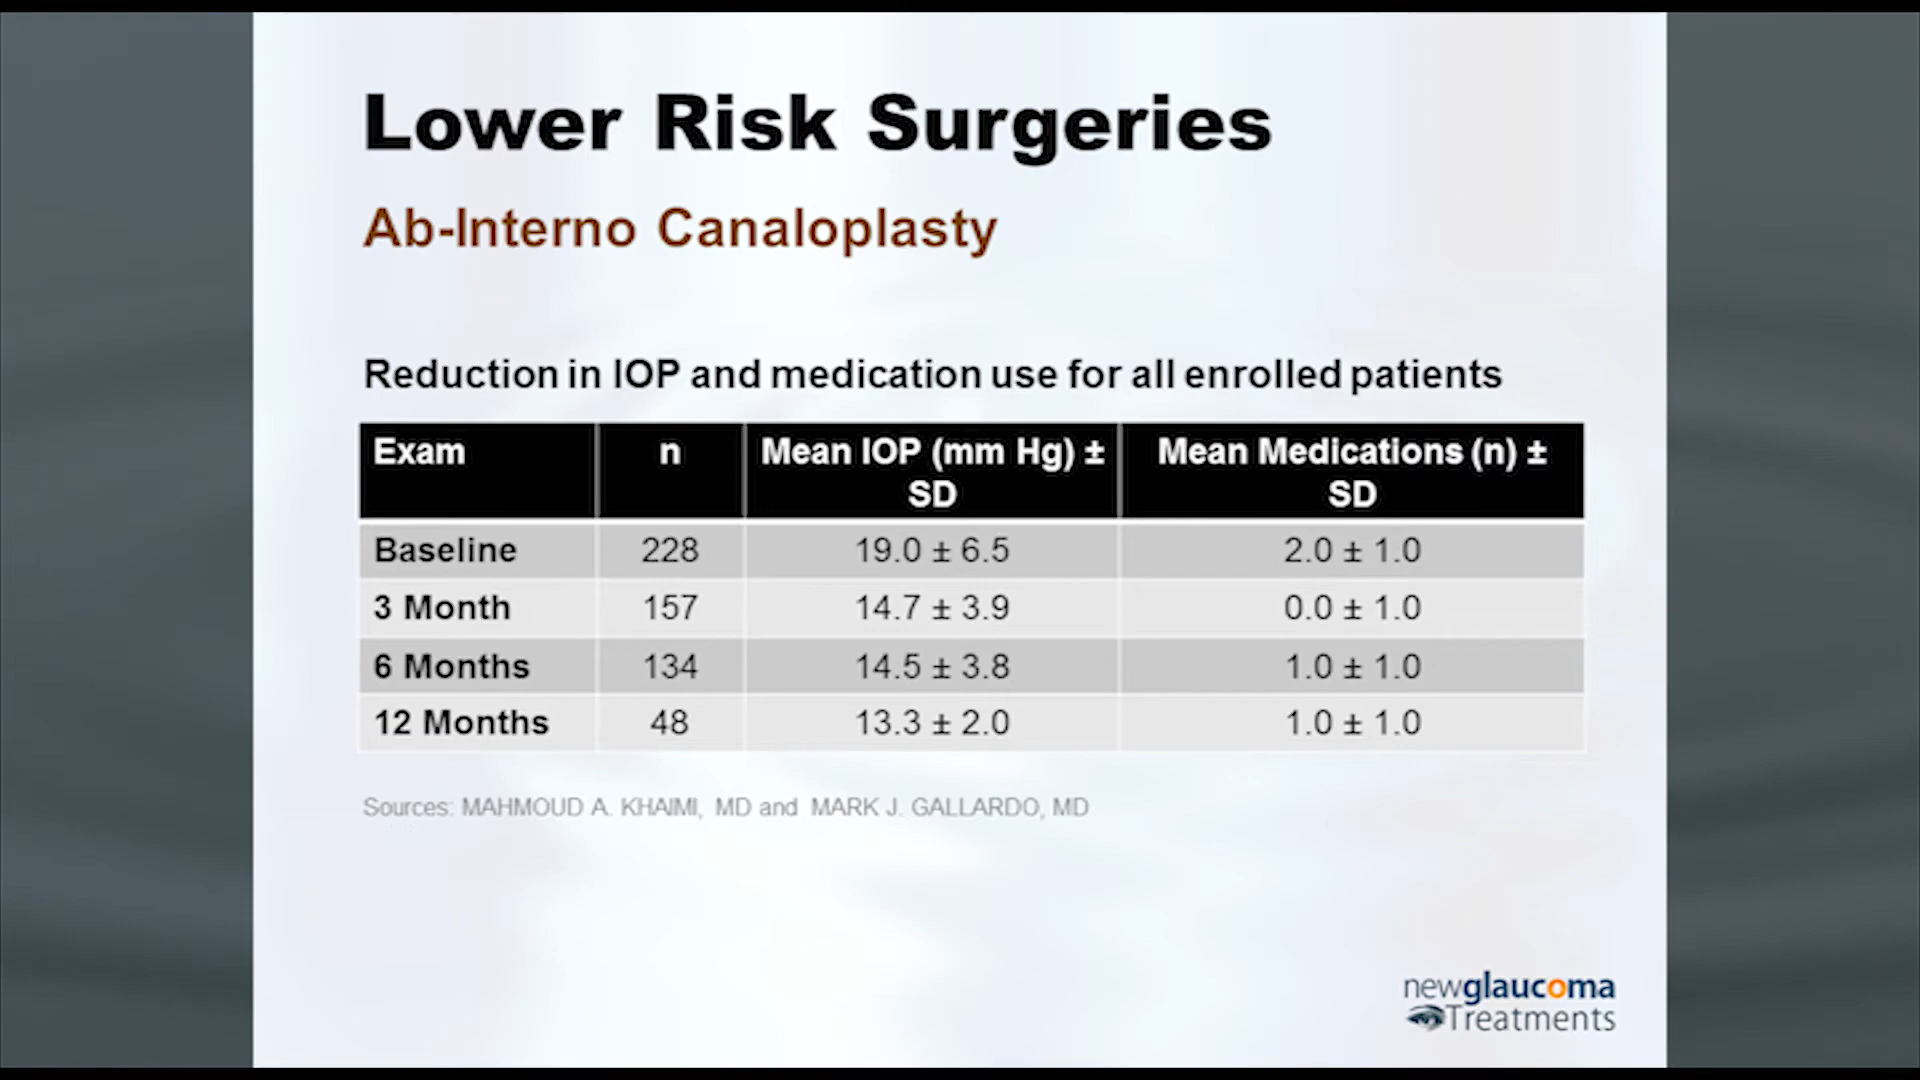 Lower Risk Surgeries
Ab-Interno Canaloplasty
Reduction in IOP and medication use for all enrolled patients
Exam n Mean IOP (mm Hg) ± SD Mean Medications (n) ± SD
Baseline 228 19.0 ± 6.5 2.0 ± 1.0
3 Month 157 14.7 ± 3.9 0.0 ± 1.0
6 Months 134 14.5 ± 3.8 1.0 ± 1.0
12 Months 48 13.3 ± 2.0 1.0 ± 1.0
Sources: MAHMOUD A. KHAIMI, MD and MARK J. GALLARDO, MD
newglaucoma
Treatments